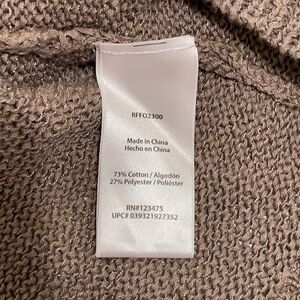 RFFO2300
Made in China
Hecho en China
73% Cotton / Algodón
27% Polyester / Poliéster
RN#123475
UPC# 039321927352